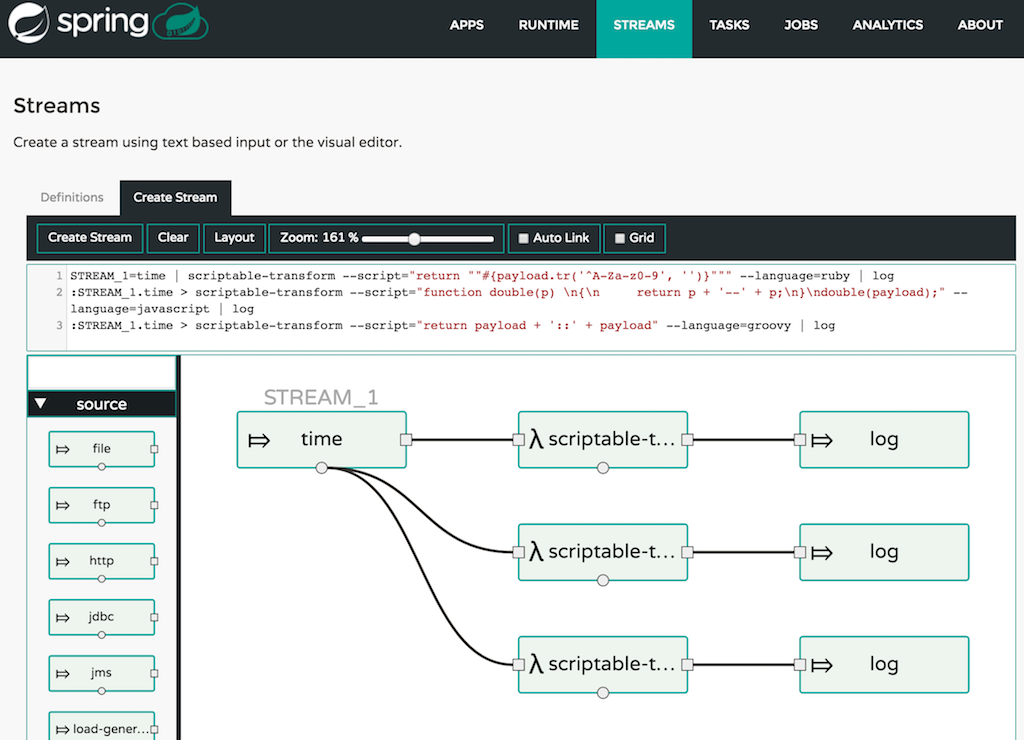 spring
APPS RUNTIME STREAMS TASKS JOBS ANALYTICS ABOUT
Streams
Create a stream using text based input or the visual editor.
Definitions Create Stream
Create Stream Clear Layout Zoom: 161 % Auto Link Grid
1 STREAM_1=time | scriptable-transform --script="return ""#{payload.tr('^A-Za-z0-9', '')}""" --language=ruby | log
2 :STREAM_1.time > scriptable-transform --script="function double(p) \n{\n     return p + '--' + p;\n}\ndouble(payload);" --
language=javascript | log
3 :STREAM_1.time > scriptable-transform --script="return payload + '::' + payload" --language=groovy | log
source
file
ftp
http
jdbc
jms
load-gener...
STREAM_1
time λ scriptable-t... log
λ scriptable-t... log
λ scriptable-t... log